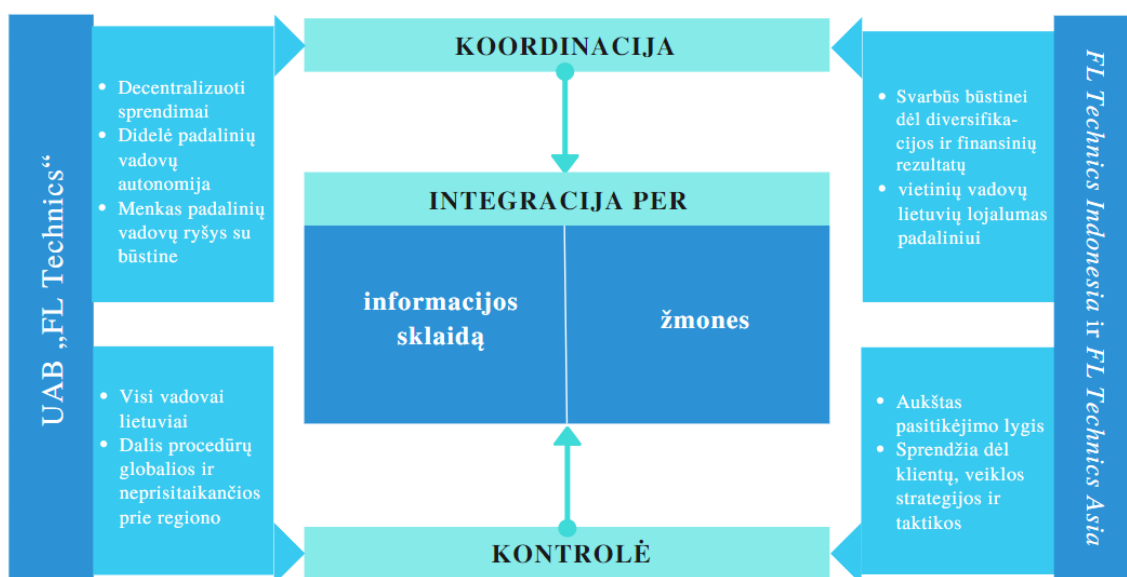 UAB „FL Technics“
• Decentralizuoti
sprendimai
• Didelė padalinių
vadovų
autonomija
• Menkas padalinių
vadovų ryšys su
būstine
• Visi vadovai
lietuviai
• Dalis procedūrų
globalios ir
neprisitaikančios
prie regiono
KOORDINACIJA
INTEGRACIJA PER
informacijos
sklaidą
žmones
KONTROLĖ
• Svarbūs būstinei
dėl diversifika-
cijos ir finansinių
rezultatų
• vietinių vadovų
lietuvių lojalumas
padaliniui
• Aukštas
pasitikėjimo lygis
• Sprendžia dėl
klientų, veiklos
strategijos ir
taktikos
FL Technics Indonesia ir FL Technics Asia